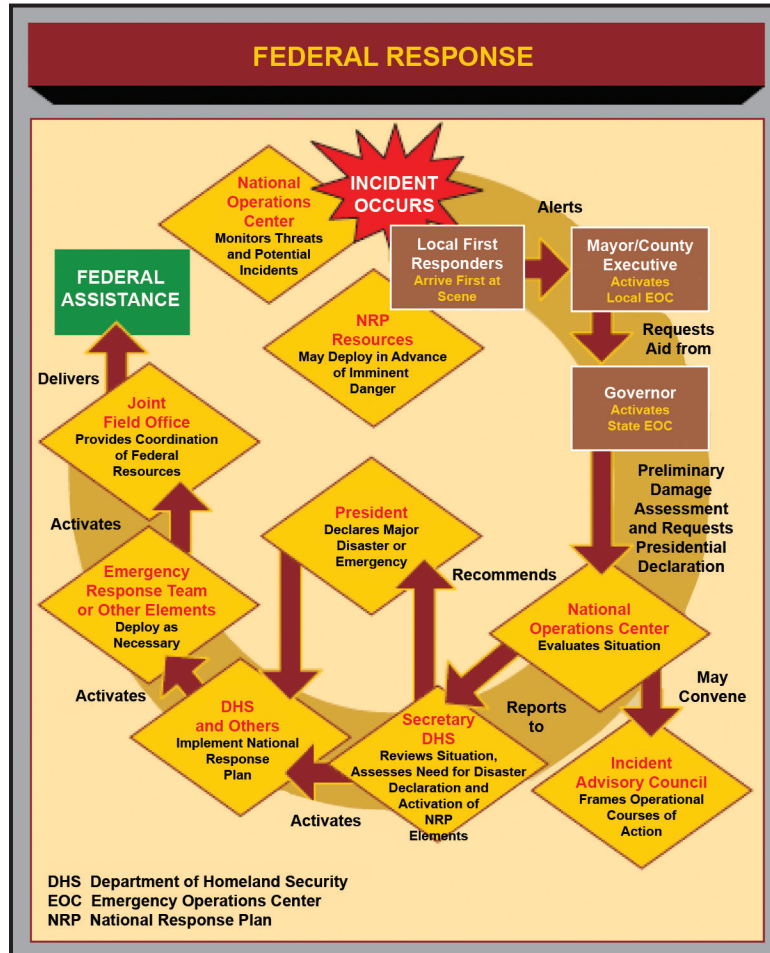 FEDERAL RESPONSE
INCIDENT
OCCURS
National
Operations
Center
Monitors Threats
and Potential
Incidents
Alerts
Local First
Responders
Arrive First at
Scene
Mayor/County
Executive
Activates
Local EOC
FEDERAL
ASSISTANCE
NRP
Resources
May Deploy in Advance
of Imminent
Danger
Requests
Aid from
Delivers
Governor
Activates
State EOC
Joint
Field Office
Provides Coordination
of Federal
Resources
Preliminary
Damage
Assessment
and Requests
Presidential
Declaration
President
Declares Major
Disaster or
Emergency
Activates
Recommends
Emergency
Response Team
or Other Elements
Deploy as
Necessary
National
Operations Center
Evaluates Situation
May
Convene
Activates
DHS
and Others
Implement National
Response
Plan
Reports
to
Secretary
DHS
Reviews Situation,
Assesses Need for Disaster
Declaration and
Activation of
NRP
Elements
Activates
Incident
Advisory Council
Frames Operational
Courses of
Action
DHS Department of Homeland Security
EOC Emergency Operations Center
NRP National Response Plan